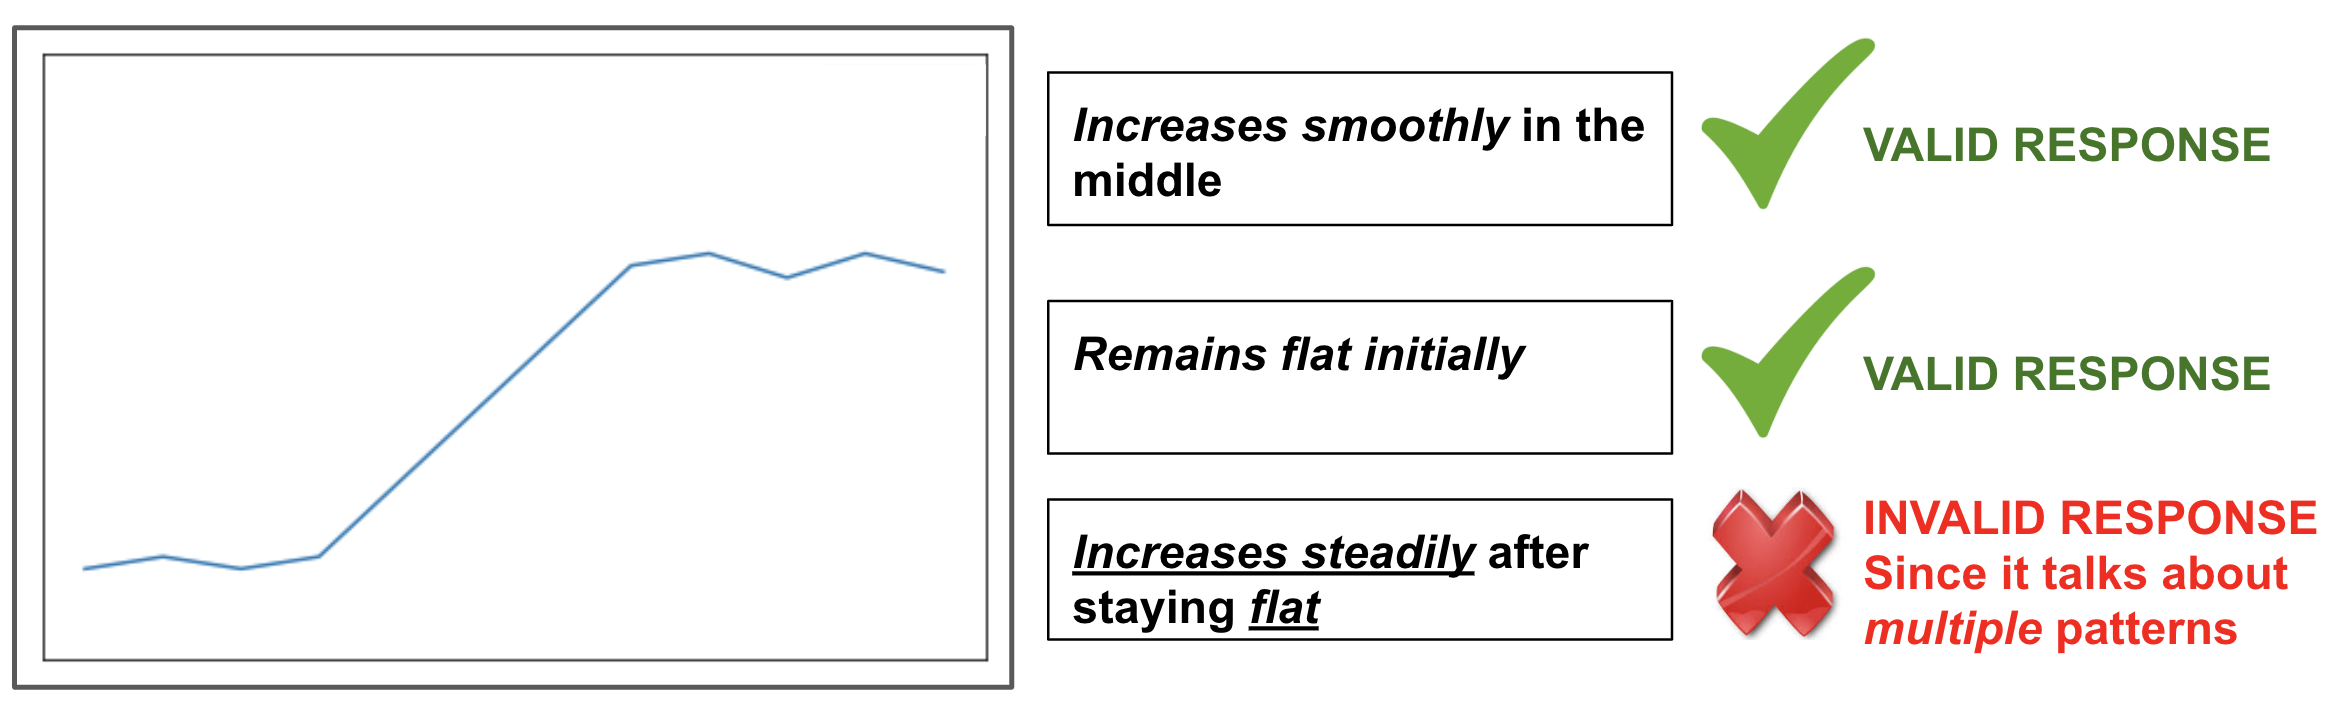 Increases smoothly in the
middle
VALID RESPONSE
Remains flat initially
VALID RESPONSE
Increases steadily after
staying flat
INVALID RESPONSE
Since it talks about
multiple patterns